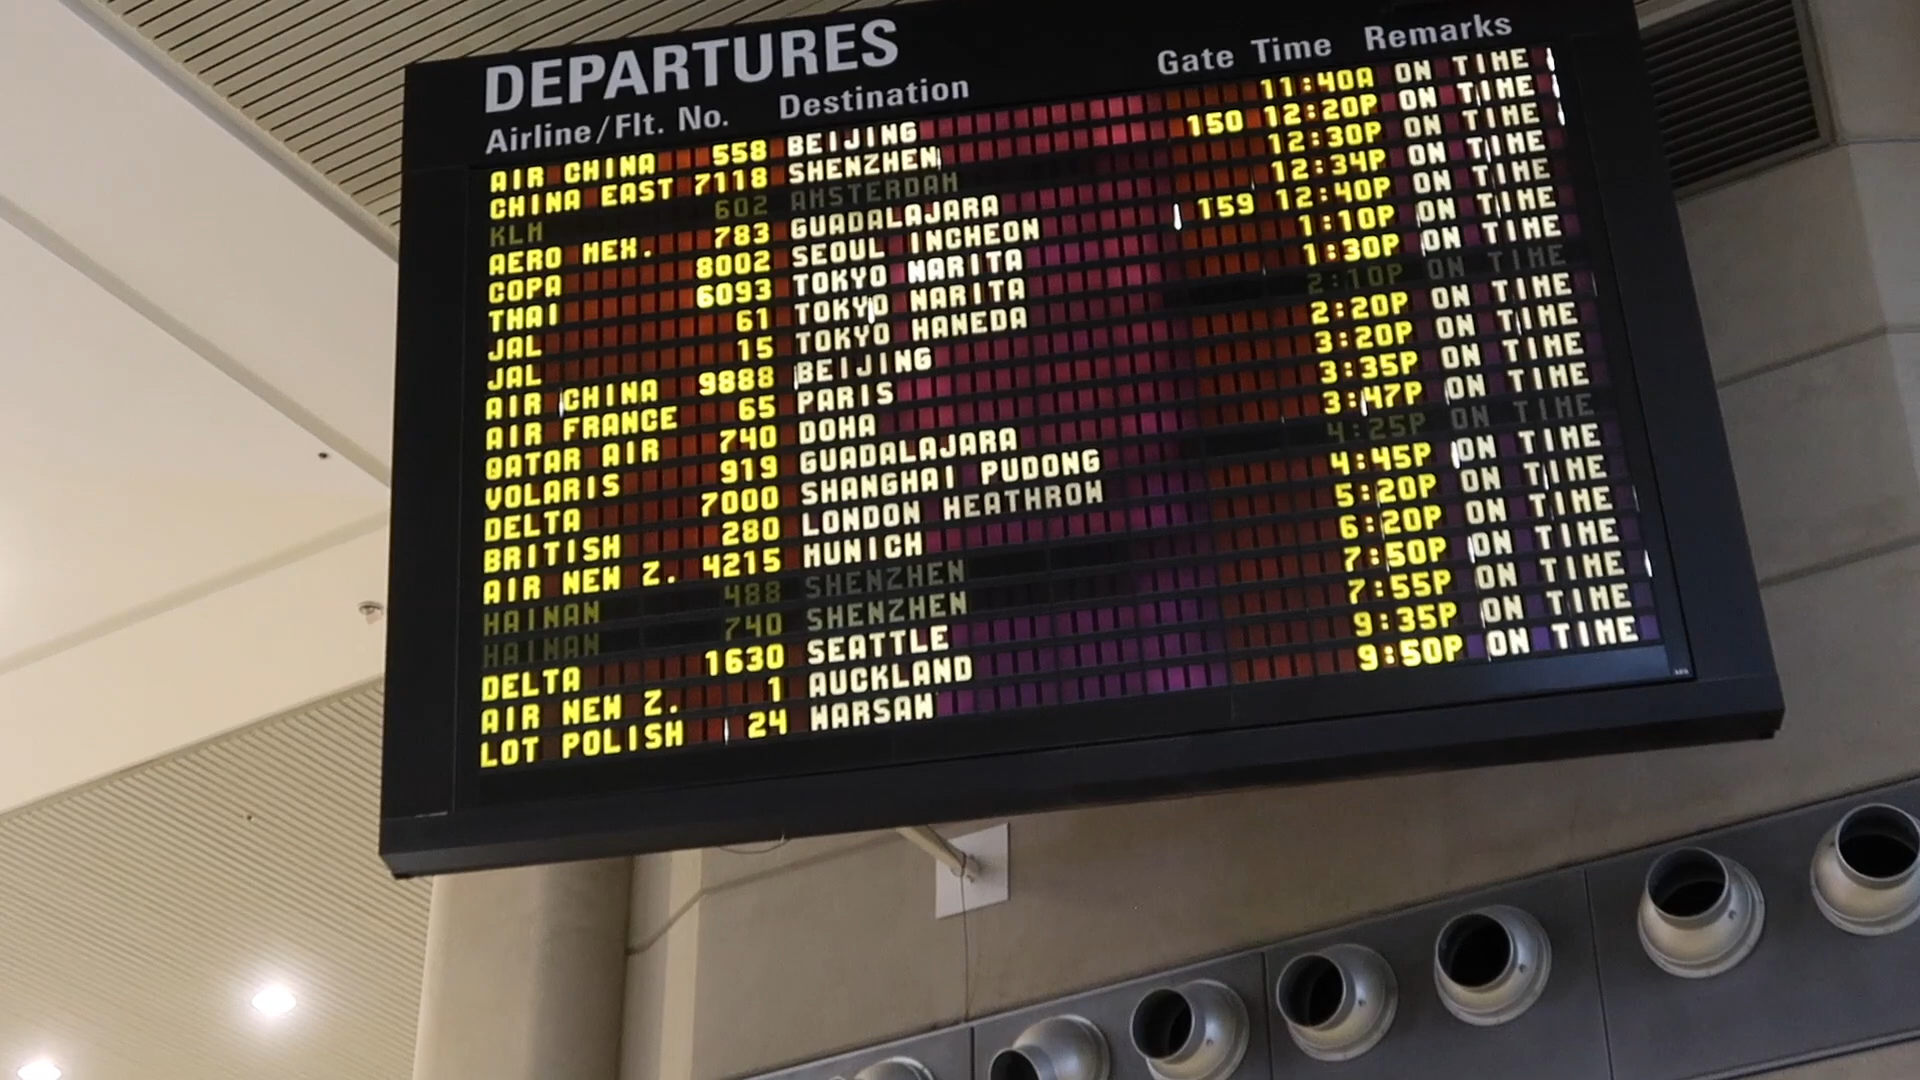 DEPARTURES
Airline/Flt. No. Destination Gate Time Remarks
AIR CHINA 558 BEIJING 11:40A ON TIME
CHINA EAST 7118 SHENZHEN 150 12:20P ON TIME
KLM 602 AMSTERDAM 12:30P ON TIME
AERO MEX. 783 GUADALAJARA 12:34P ON TIME
COPA 8002 SEOUL INCHEON 159 12:40P ON TIME
THAI 6093 TOKYO NARITA 1:10P ON TIME
JAL 61 TOKYO NARITA 1:30P ON TIME
JAL 15 TOKYO HANEDA 2:10P ON TIME
AIR CHINA 9888 BEIJING 2:20P ON TIME
AIR FRANCE 65 PARIS 3:20P ON TIME
QATAR AIR 740 DOHA 3:35P ON TIME
VOLARIS 919 GUADALAJARA 3:47P ON TIME
DELTA 7000 SHANGHAI PUDONG 4:25P ON TIME
BRITISH 280 LONDON HEATHROW 4:45P ON TIME
AIR NEW Z. 4215 MUNICH 5:20P ON TIME
HAINAN 488 SHENZHEN 6:20P ON TIME
HAINAN 740 SHENZHEN 7:50P ON TIME
DELTA 1630 SEATTLE 7:55P ON TIME
AIR NEW Z. 1 AUCKLAND 9:35P ON TIME
LOT POLISH 24 WARSAW 9:50P ON TIME